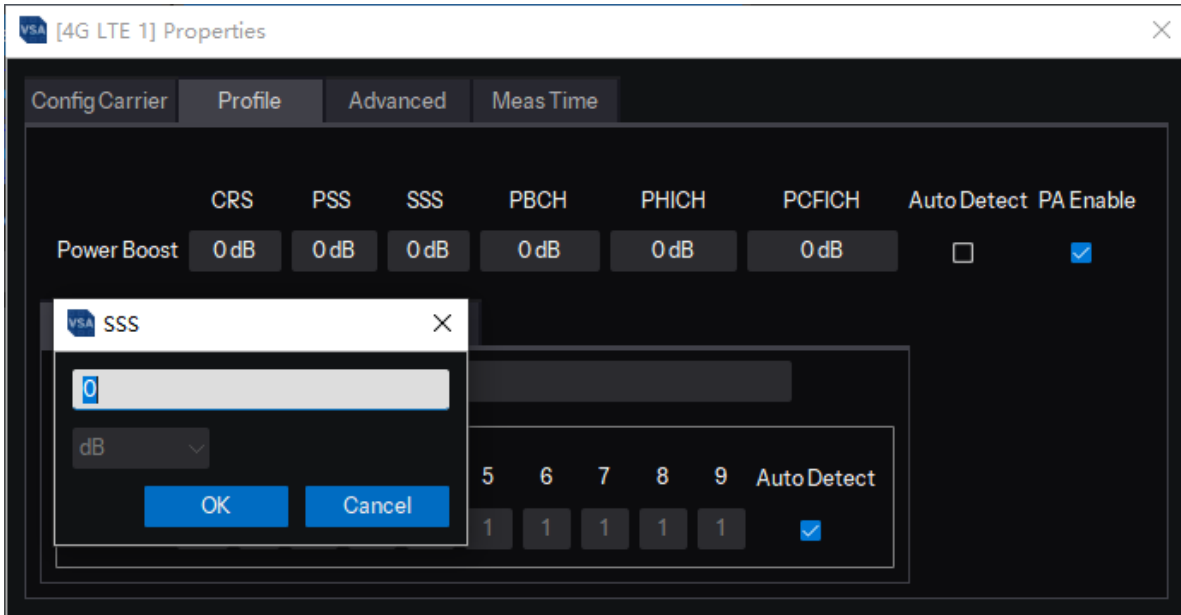 VSA [4G LTE 1] Properties
Config Carrier Profile Advanced Meas Time
CRS PSS SSS PBCH PHICH PCFICH Auto Detect PA Enable
Power Boost 0 dB 0 dB 0 dB 0 dB 0 dB 0 dB
VSA SSS
0
dB
5 6 7 8 9 Auto Detect
OK Cancel
1 1 1 1 1